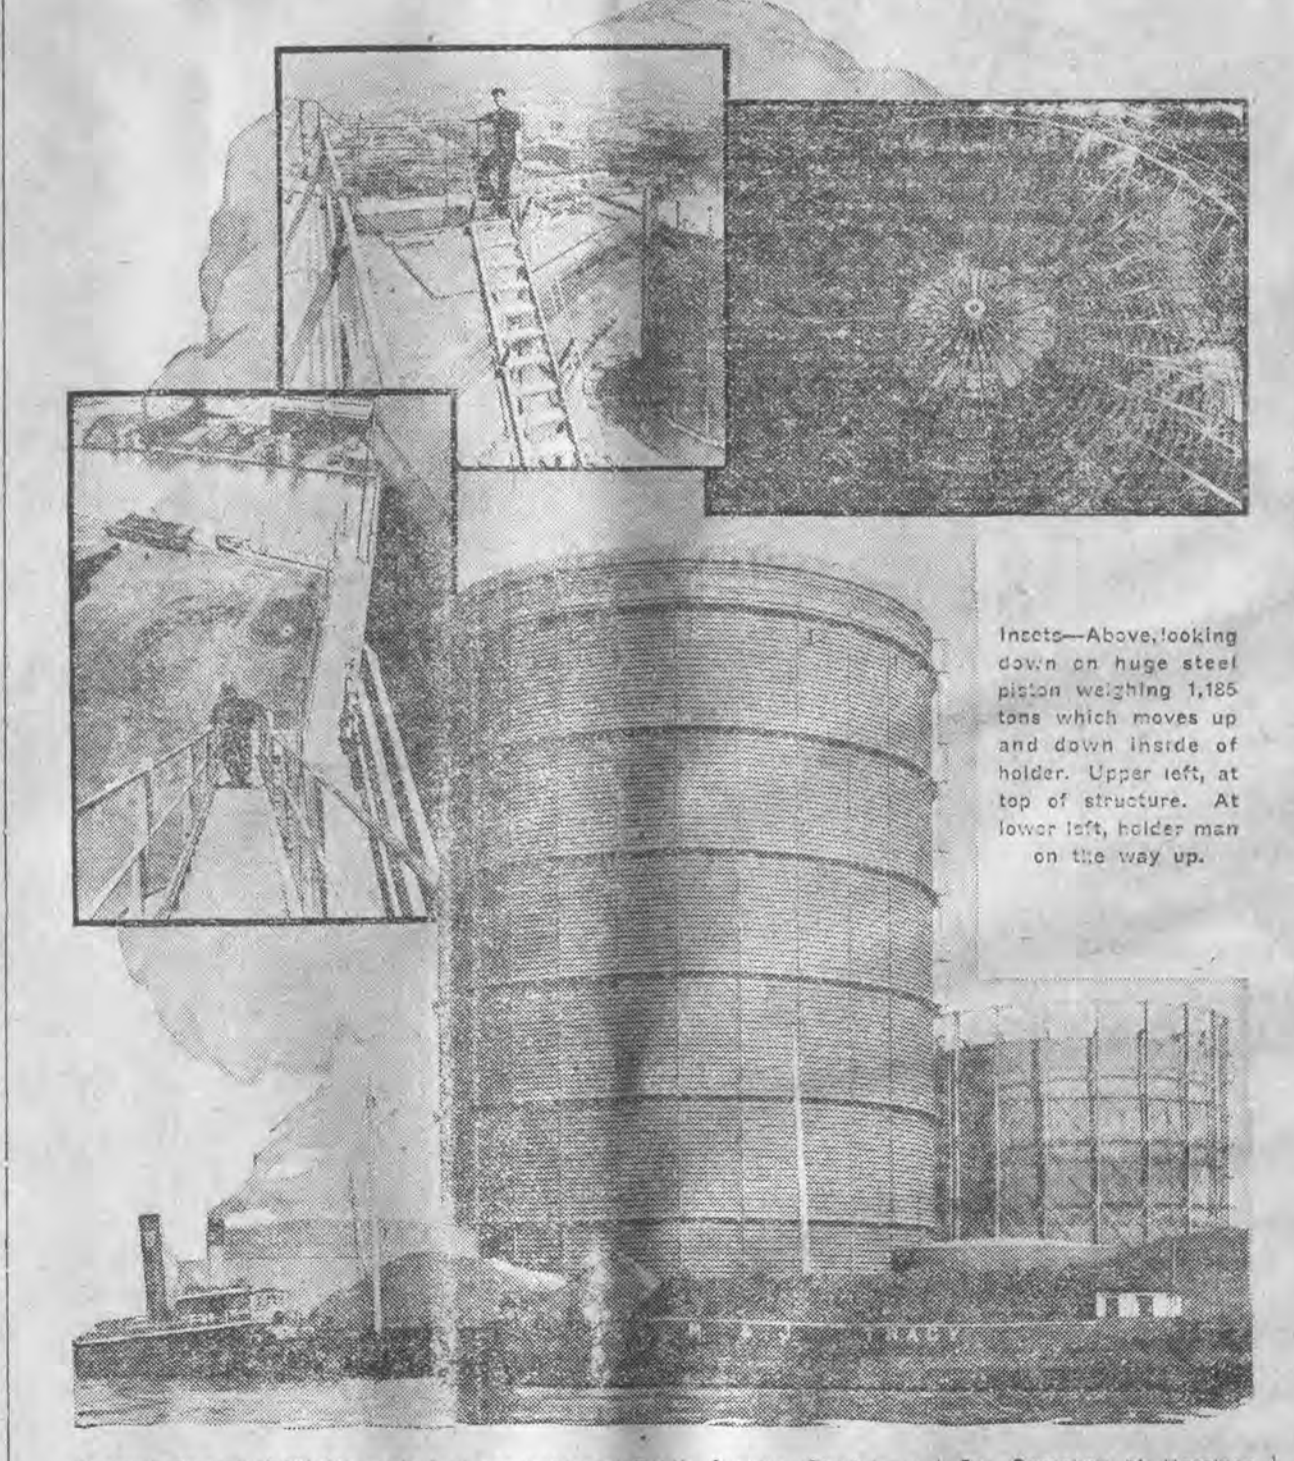 Insets—Above, looking
down on huge steel
piston weighing 1,185
tons which moves up
and down inside of
holder. Upper left, at
top of structure. At
lower left, holder man
on the way up.
TRACY